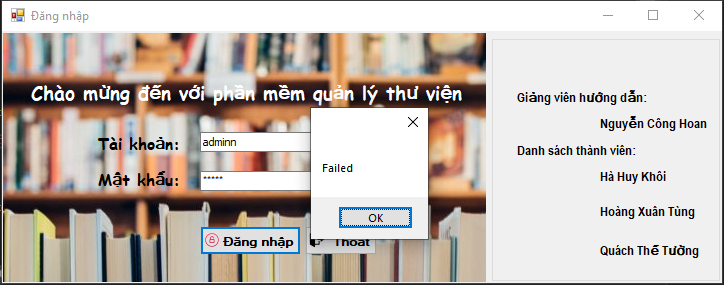 Đăng nhập
Chào mừng đến với phần mềm quản lý thư viện
Tài khoản:
adminn
Mật khẩu:
*****
Failed
OK
Đăng nhập
Thoát
Giảng viên hướng dẫn:
Nguyễn Công Hoan
Danh sách thành viên:
Hà Huy Khôi
Hoàng Xuân Tùng
Quách Thế Tường